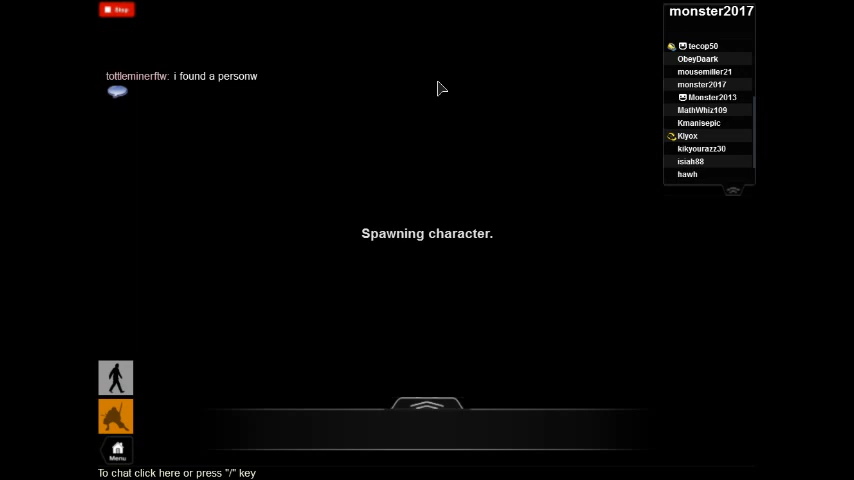 Stop
monster2017
tottleminerftw: i found a personw
tecop50
ObeyDaark
mousemiller21
monster2017
Monster2013
MathWhiz109
Kmanisepic
Klyox
kikyourazz30
isiah88
hawh
Spawning character.
Menu
To chat click here or press "/" key